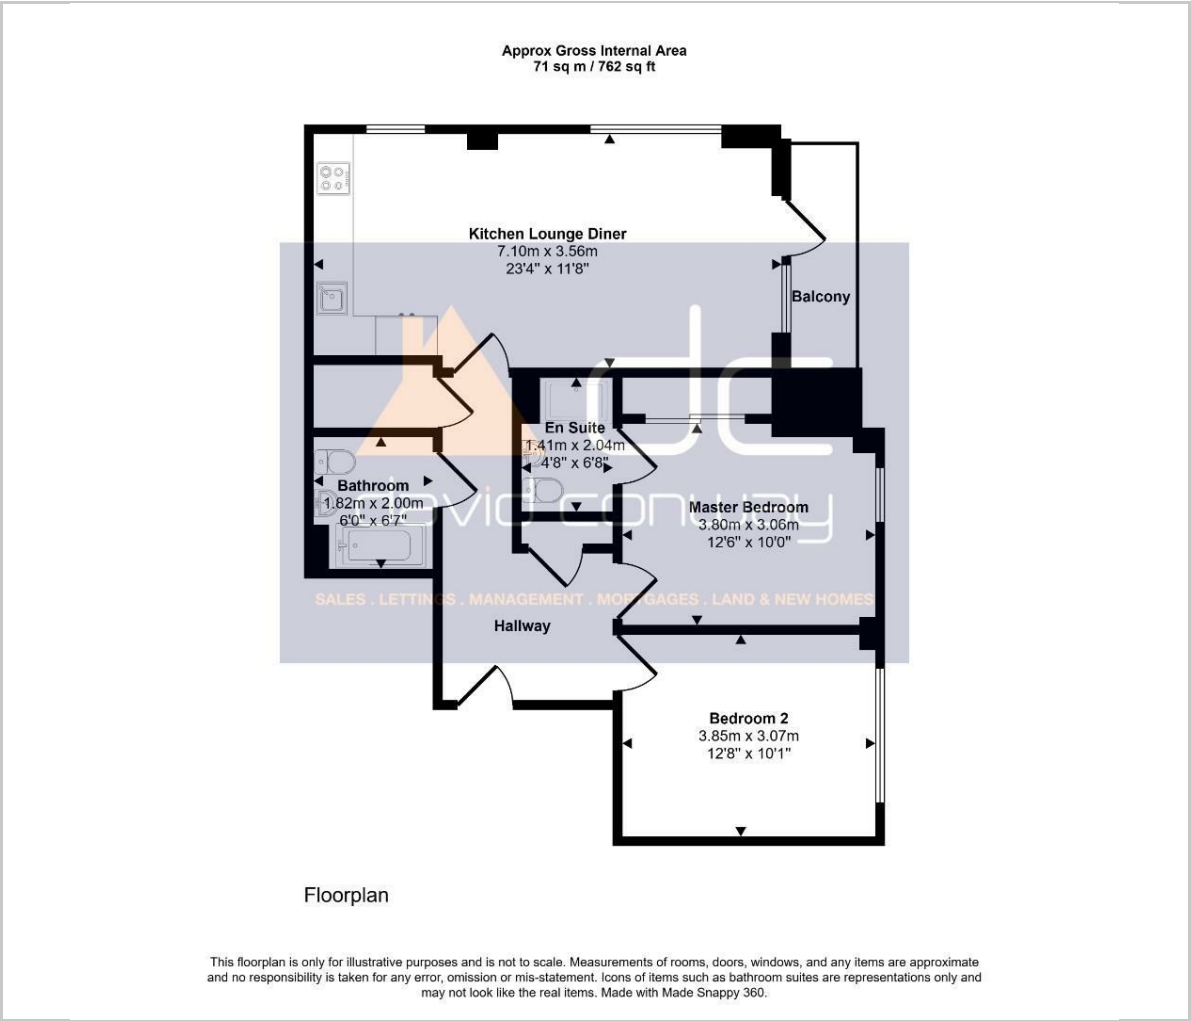 Approx Gross Internal Area
71 sq m / 762 sq ft
Kitchen Lounge Diner
7.10m x 3.56m
23'4" x 11'8"
Balcony
dc
En Suite
1.41m x 2.04m
4'8" x 6'8"
Bathroom
1.82m x 2.00m
6'0" x 6'7"
david conway
Master Bedroom
3.80m x 3.06m
12'6" x 10'0"
SALES . LETTINGS . MANAGEMENT . MORTGAGES . LAND & NEW HOMES
Hallway
Bedroom 2
3.85m x 3.07m
12'8" x 10'1"
Floorplan
This floorplan is only for illustrative purposes and is not to scale. Measurements of rooms, doors, windows, and any items are approximate
and no responsibility is taken for any error, omission or mis-statement. Icons of items such as bathroom suites are representations only and
may not look like the real items. Made with Made Snappy 360.